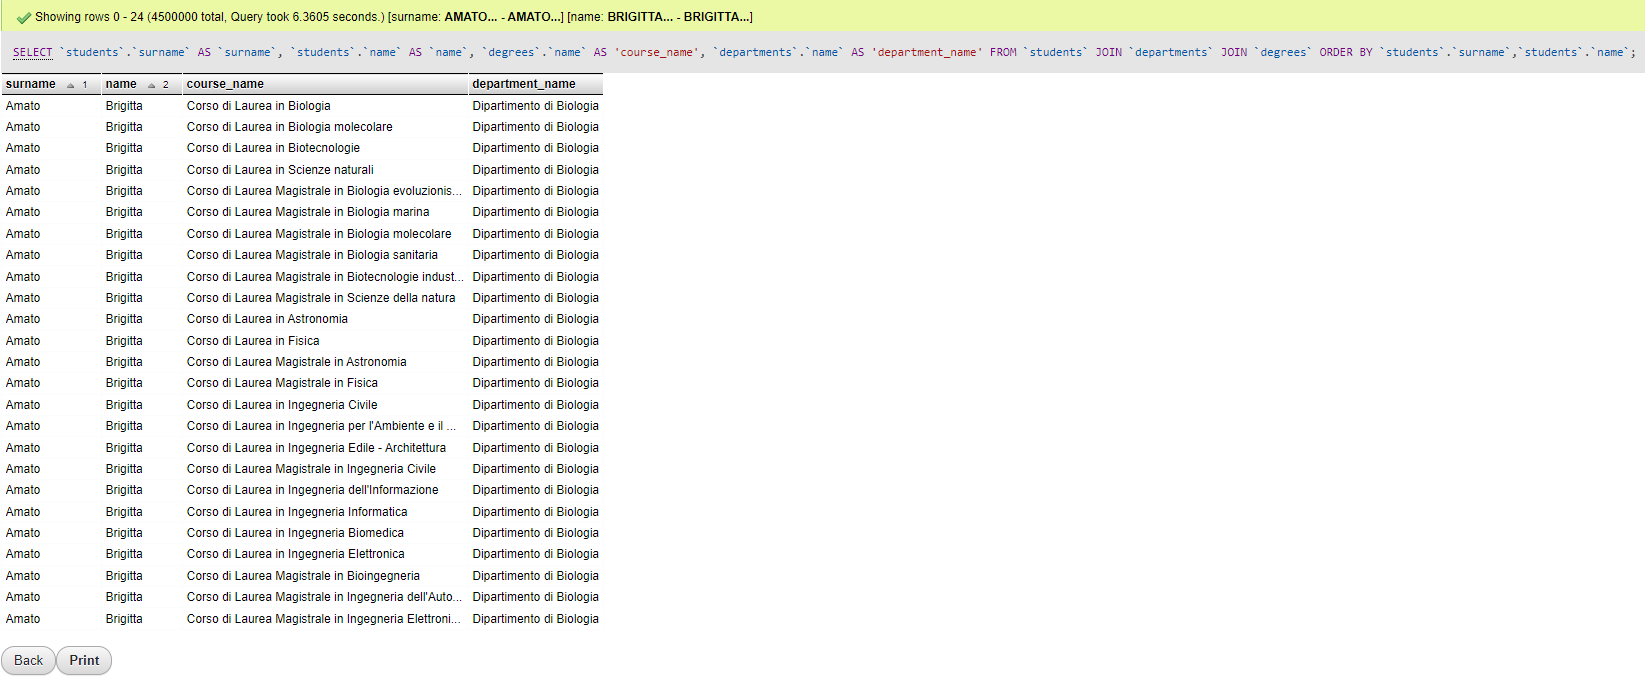 Showing rows 0 - 24 (4500000 total, Query took 6.3605 seconds.) [surname: AMATO... - AMATO...] [name: BRIGITTA... - BRIGITTA...]
SELECT `students`.`surname` AS `surname`, `students`.`name` AS `name`, `degrees`.`name` AS 'course_name', `departments`.`name` AS 'department_name' FROM `students` JOIN `departments` JOIN `degrees` ORDER BY `students`.`surname`,`students`.`name`;
surname 1 name 2 course_name department_name
Amato Brigitta Corso di Laurea in Biologia Dipartimento di Biologia
Amato Brigitta Corso di Laurea in Biologia molecolare Dipartimento di Biologia
Amato Brigitta Corso di Laurea in Biotecnologie Dipartimento di Biologia
Amato Brigitta Corso di Laurea in Scienze naturali Dipartimento di Biologia
Amato Brigitta Corso di Laurea Magistrale in Biologia evoluzionis... Dipartimento di Biologia
Amato Brigitta Corso di Laurea Magistrale in Biologia marina Dipartimento di Biologia
Amato Brigitta Corso di Laurea Magistrale in Biologia molecolare Dipartimento di Biologia
Amato Brigitta Corso di Laurea Magistrale in Biologia sanitaria Dipartimento di Biologia
Amato Brigitta Corso di Laurea Magistrale in Biotecnologie indust... Dipartimento di Biologia
Amato Brigitta Corso di Laurea Magistrale in Scienze della natura Dipartimento di Biologia
Amato Brigitta Corso di Laurea in Astronomia Dipartimento di Biologia
Amato Brigitta Corso di Laurea in Fisica Dipartimento di Biologia
Amato Brigitta Corso di Laurea Magistrale in Astronomia Dipartimento di Biologia
Amato Brigitta Corso di Laurea Magistrale in Fisica Dipartimento di Biologia
Amato Brigitta Corso di Laurea in Ingegneria Civile Dipartimento di Biologia
Amato Brigitta Corso di Laurea in Ingegneria per l'Ambiente e il ... Dipartimento di Biologia
Amato Brigitta Corso di Laurea in Ingegneria Edile - Architettura Dipartimento di Biologia
Amato Brigitta Corso di Laurea Magistrale in Ingegneria Civile Dipartimento di Biologia
Amato Brigitta Corso di Laurea in Ingegneria dell'Informazione Dipartimento di Biologia
Amato Brigitta Corso di Laurea in Ingegneria Informatica Dipartimento di Biologia
Amato Brigitta Corso di Laurea in Ingegneria Biomedica Dipartimento di Biologia
Amato Brigitta Corso di Laurea in Ingegneria Elettronica Dipartimento di Biologia
Amato Brigitta Corso di Laurea Magistrale in Bioingegneria Dipartimento di Biologia
Amato Brigitta Corso di Laurea Magistrale in Ingegneria dell'Auto... Dipartimento di Biologia
Amato Brigitta Corso di Laurea Magistrale in Ingegneria Elettroni... Dipartimento di Biologia
Back Print